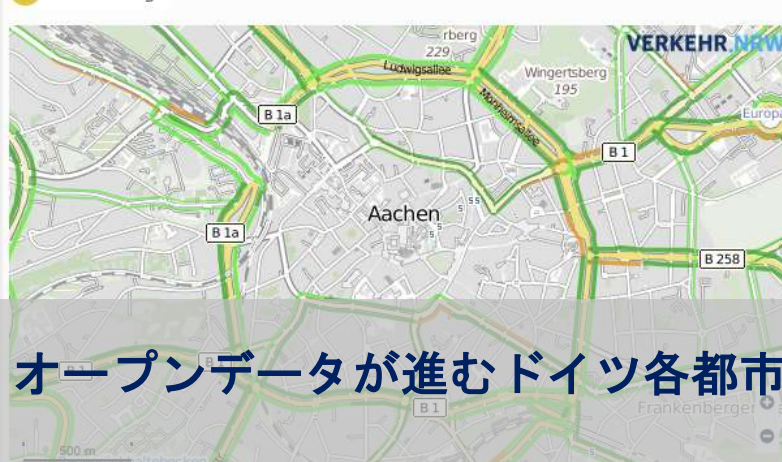 rberg
229
VERKEHR.NRW
Ludwigsallee
Wingertsberg
195
Monheimsallee
B 1a
Europa
B 1
Aachen
B 1a
B 258
オープンデータが進むドイツ各都市
B 1
Frankenberger
500 m